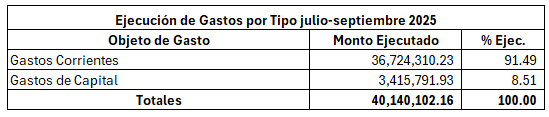 Ejecución de Gastos por Tipo julio-septiembre 2025
Objeto de Gasto Monto Ejecutado % Ejec.
Gastos Corrientes 36,724,310.23 91.49
Gastos de Capital 3,415,791.93 8.51
Totales 40,140,102.16 100.00